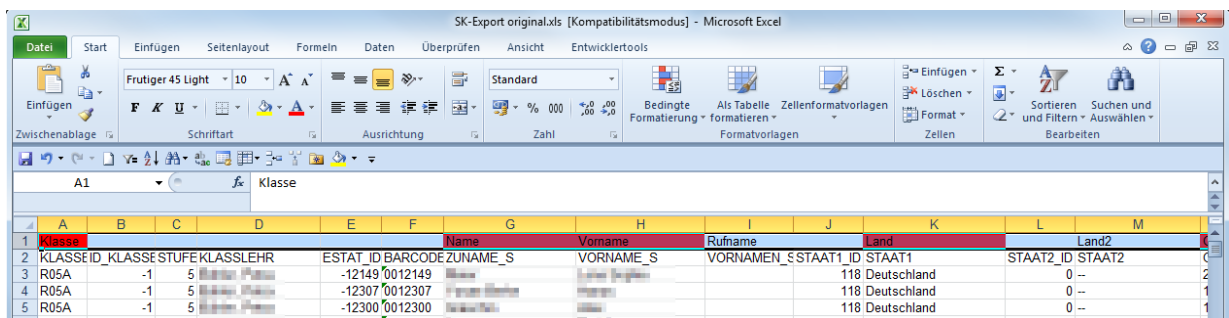 SK-Export original.xls [Kompatibilitätsmodus] - Microsoft Excel
Datei Start Einfügen Seitenlayout Formeln Daten Überprüfen Ansicht Entwicklertools
Einfügen
Zwischenablage
Frutiger 45 Light 10 A A
F K U A
Schriftart
Ausrichtung
Standard
% 000 ,00 ,00
Zahl
Bedingte Formatierung
Als Tabelle formatieren
Zellenformatvorlagen
Formatvorlagen
Einfügen
Löschen
Format
Zellen
Σ
Sortieren und Filtern
Suchen und Auswählen
Bearbeiten
A1 fx Klasse
A B C D E F G H I J K L M
1 Klasse Name Vorname Rufname Land Land2
2 KLASSE ID_KLASSE STUFE KLASSLEHR ESTAT_ID BARCODE ZUNAME_S VORNAME_S VORNAMEN_S STAAT1_ID STAAT1 STAAT2_ID STAAT2
3 R05A -1 5 -12149 0012149 118 Deutschland 0 --
4 R05A -1 5 -12307 0012307 118 Deutschland 0 --
5 R05A -1 5 -12300 0012300 118 Deutschland 0 --